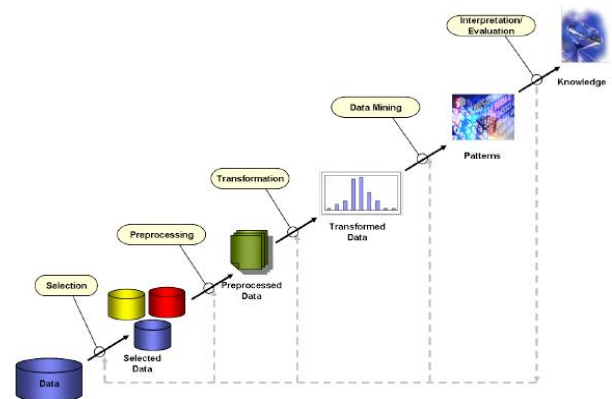 Interpretation/
Evaluation
Knowledge
Data Mining
Patterns
Transformation
Transformed
Data
Preprocessing
Preprocessed
Data
Selection
Selected
Data
Data